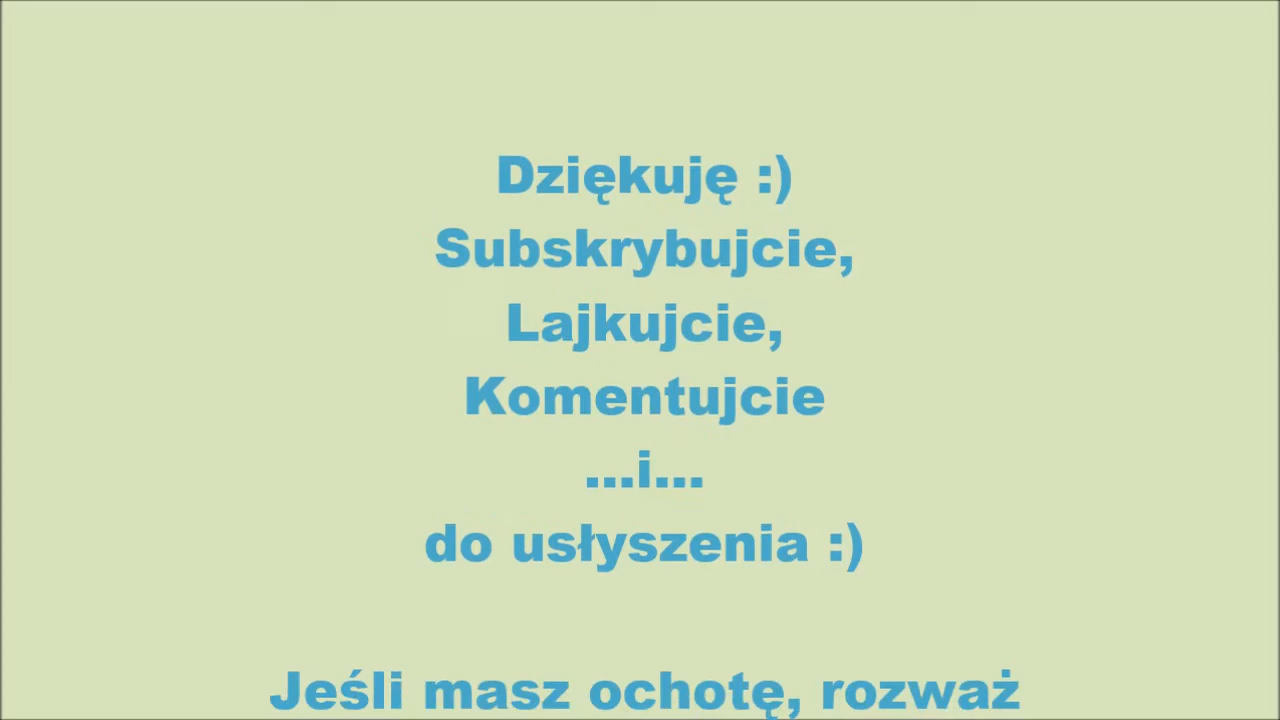 Dziękuję :)
Subskrybujcie,
Lajkujcie,
Komentujcie
...i...
do usłyszenia :)
Jeśli masz ochotę, rozważ